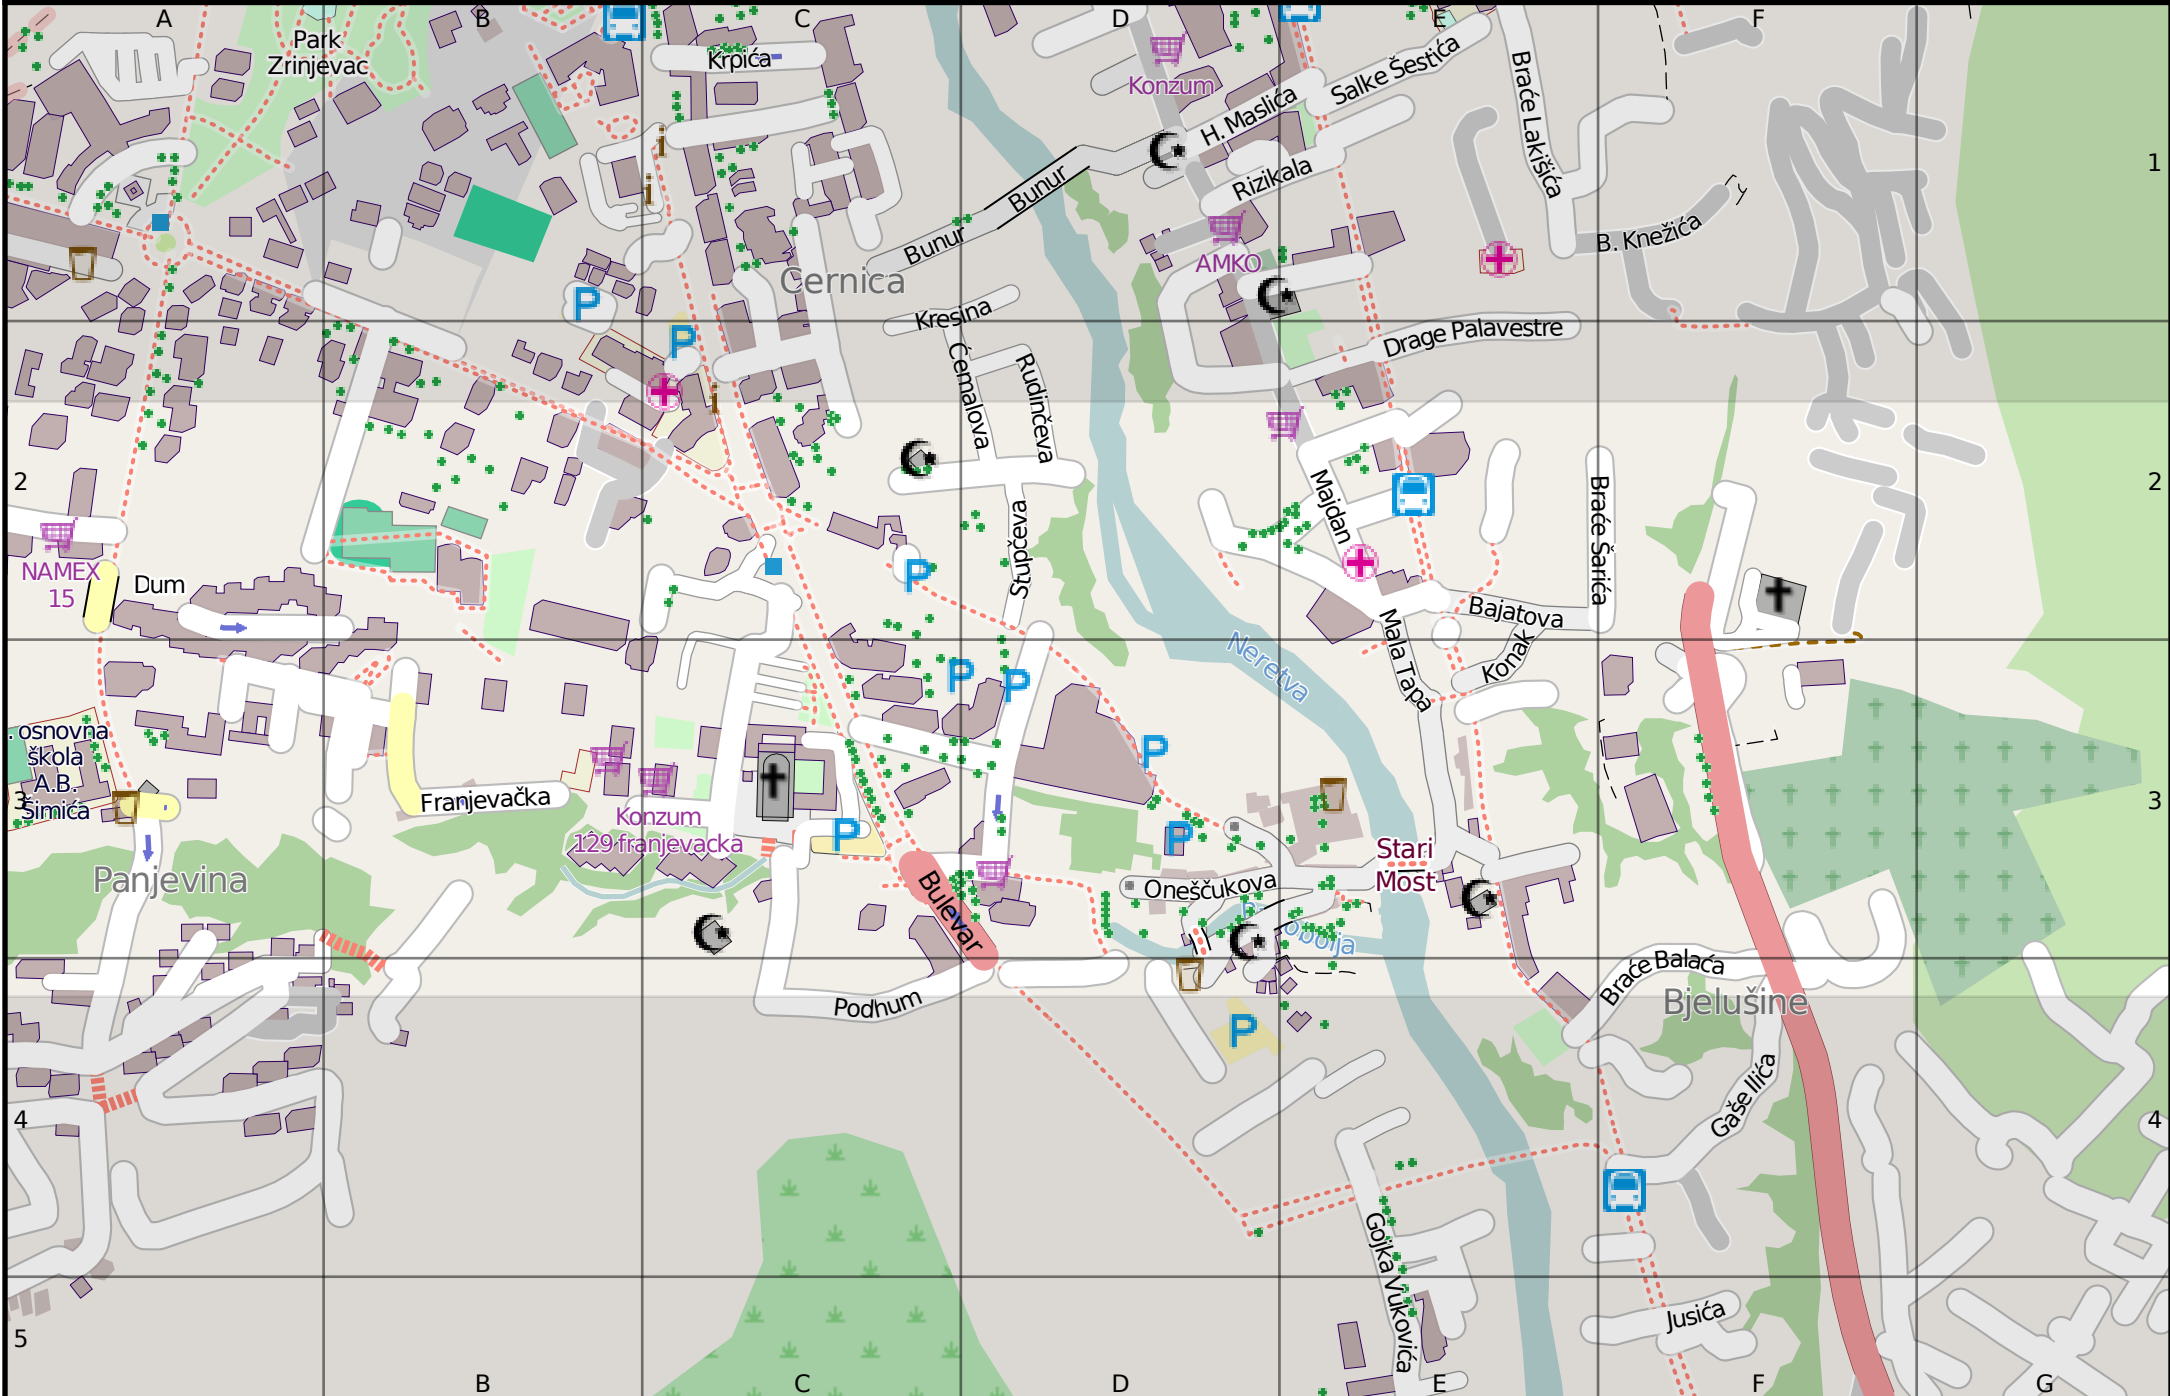 A
B
C
D
E
F
Park
Zrinjevac
Krpića
Konzum
H. Maslića
Salke Šestića
Braće Lakišića
1
1
Rizikala
Bunur
Bunur
Cernica
AMKO
B. Knežića
P
Kresina
P
Drage Palavestre
Ćemalova
Rudinčeva
2
2
Majdan
Braće Šarića
Studnčeva
NAMEX
15
Dum
P
Bajatova
Mala Tapa
Konak
Neretva
P
P
. osnovna
škola
A.B.
Šimića
3
3
P
Franjevačka
Konzum
129 franjevacka
P
P
Stari
Most
Panjevina
Oneščukova
Bulevar
Braće Balaća
Bjelušine
Podhum
P
Gaše Ilića
4
4
Gojka Vukovića
Jusića
5
B
C
D
E
F
G